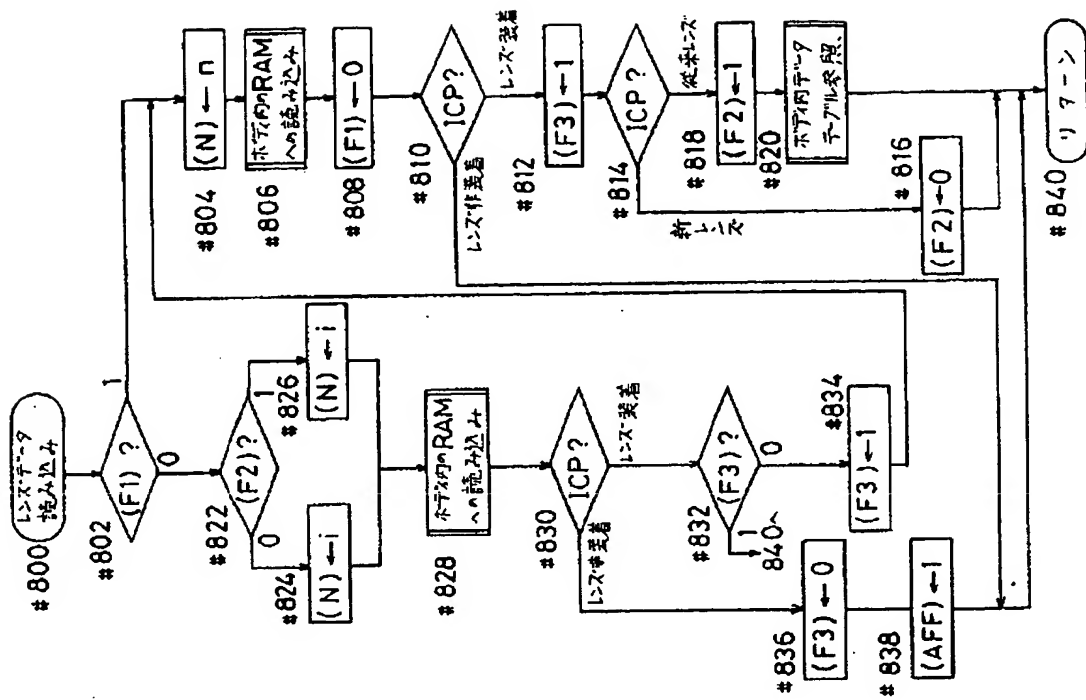 #800
レンズデータ
読み込み
#802
(F1)?
1
0
#822
(F2)?
0
1
#824
(N)←i
#826
(N)←i
#828
ボディ内のRAM
への読み込み
#830
ICP?
レンズ非装着
レンズ装着
#832
(F3)?
1
840へ
0
#834
(F3)←1
#836
(F3)←0
#838
(AFF)←1
#804
(N)←n
#806
ボディ内のRAM
への読み込み
#808
(F1)←0
#810
ICP?
レンズ非装着
レンズ装着
#812
(F3)←1
#814
ICP?
新
レンズ
従来レンズ
#818
(F2)←1
#820
ボディ内データ
テーブル参照、
#816
(F2)←0
#840
リターン